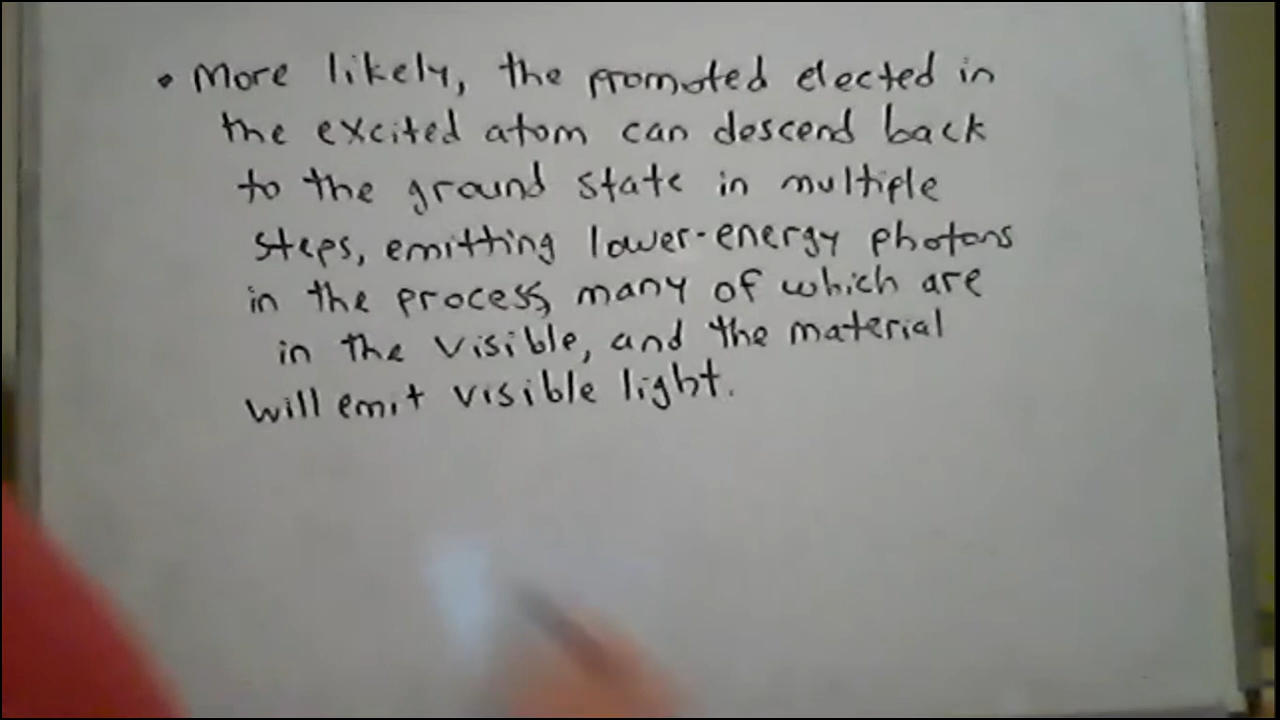 • More likely, the promoted elected in
the excited atom can descend back
to the ground state in multiple
steps, emitting lower-energy photons
in the process, many of which are
in the visible, and the material
will emit visible light.